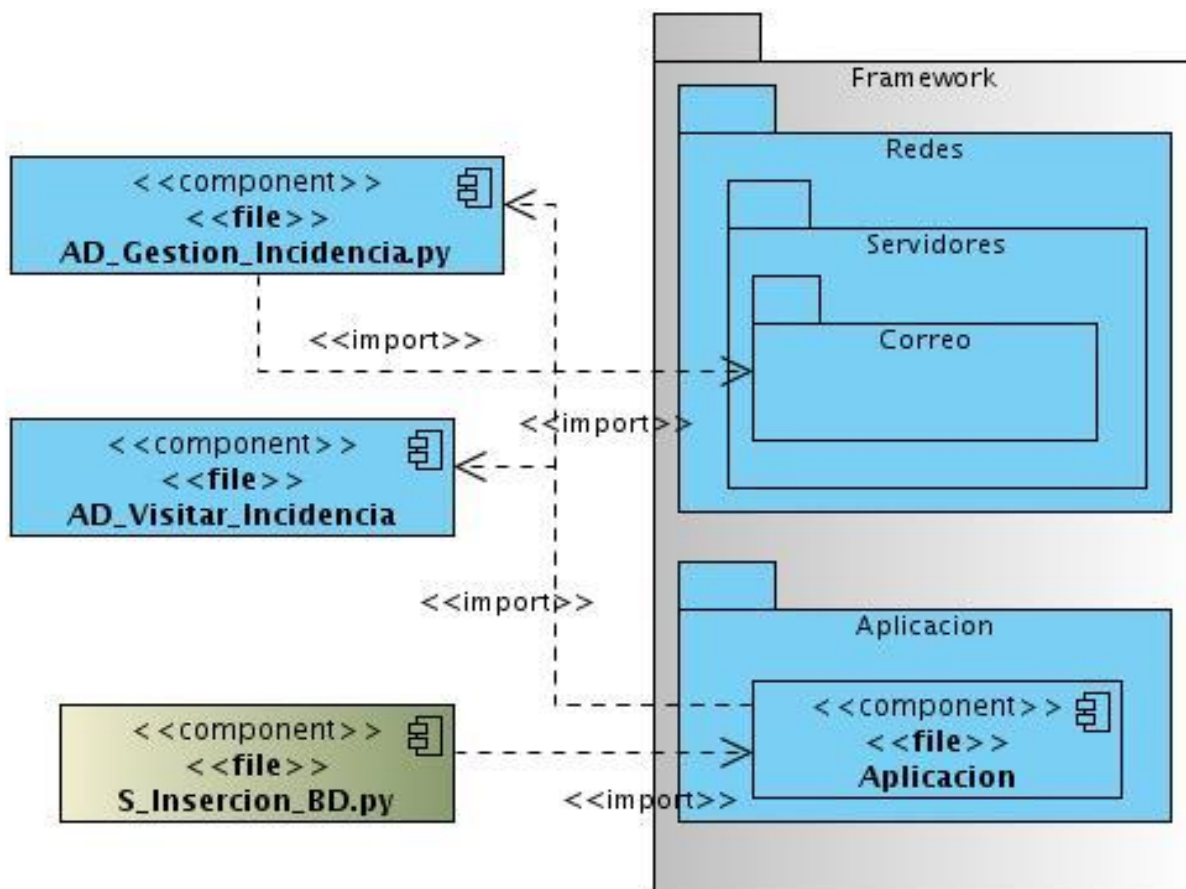 Framework
Redes
Servidores
Correo
<<component>>
<<file>>
AD_Gestion_Incidencia.py
<<import>>
<<import>>
<<component>>
<<file>>
AD_Visitar_Incidencia
<<import>>
Aplicacion
<<component>>
<<file>>
Aplicacion
<<component>>
<<file>>
S_Insercion_BD.py
<<import>>